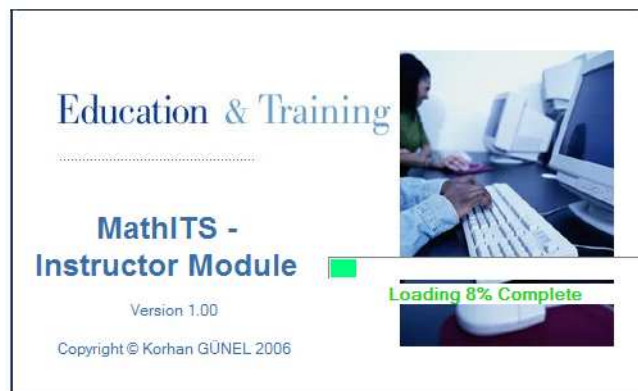 Education & Training
MathITS -
Instructor Module
Loading 8% Complete
Version 1.00
Copyright © Korhan GÜNEL 2006